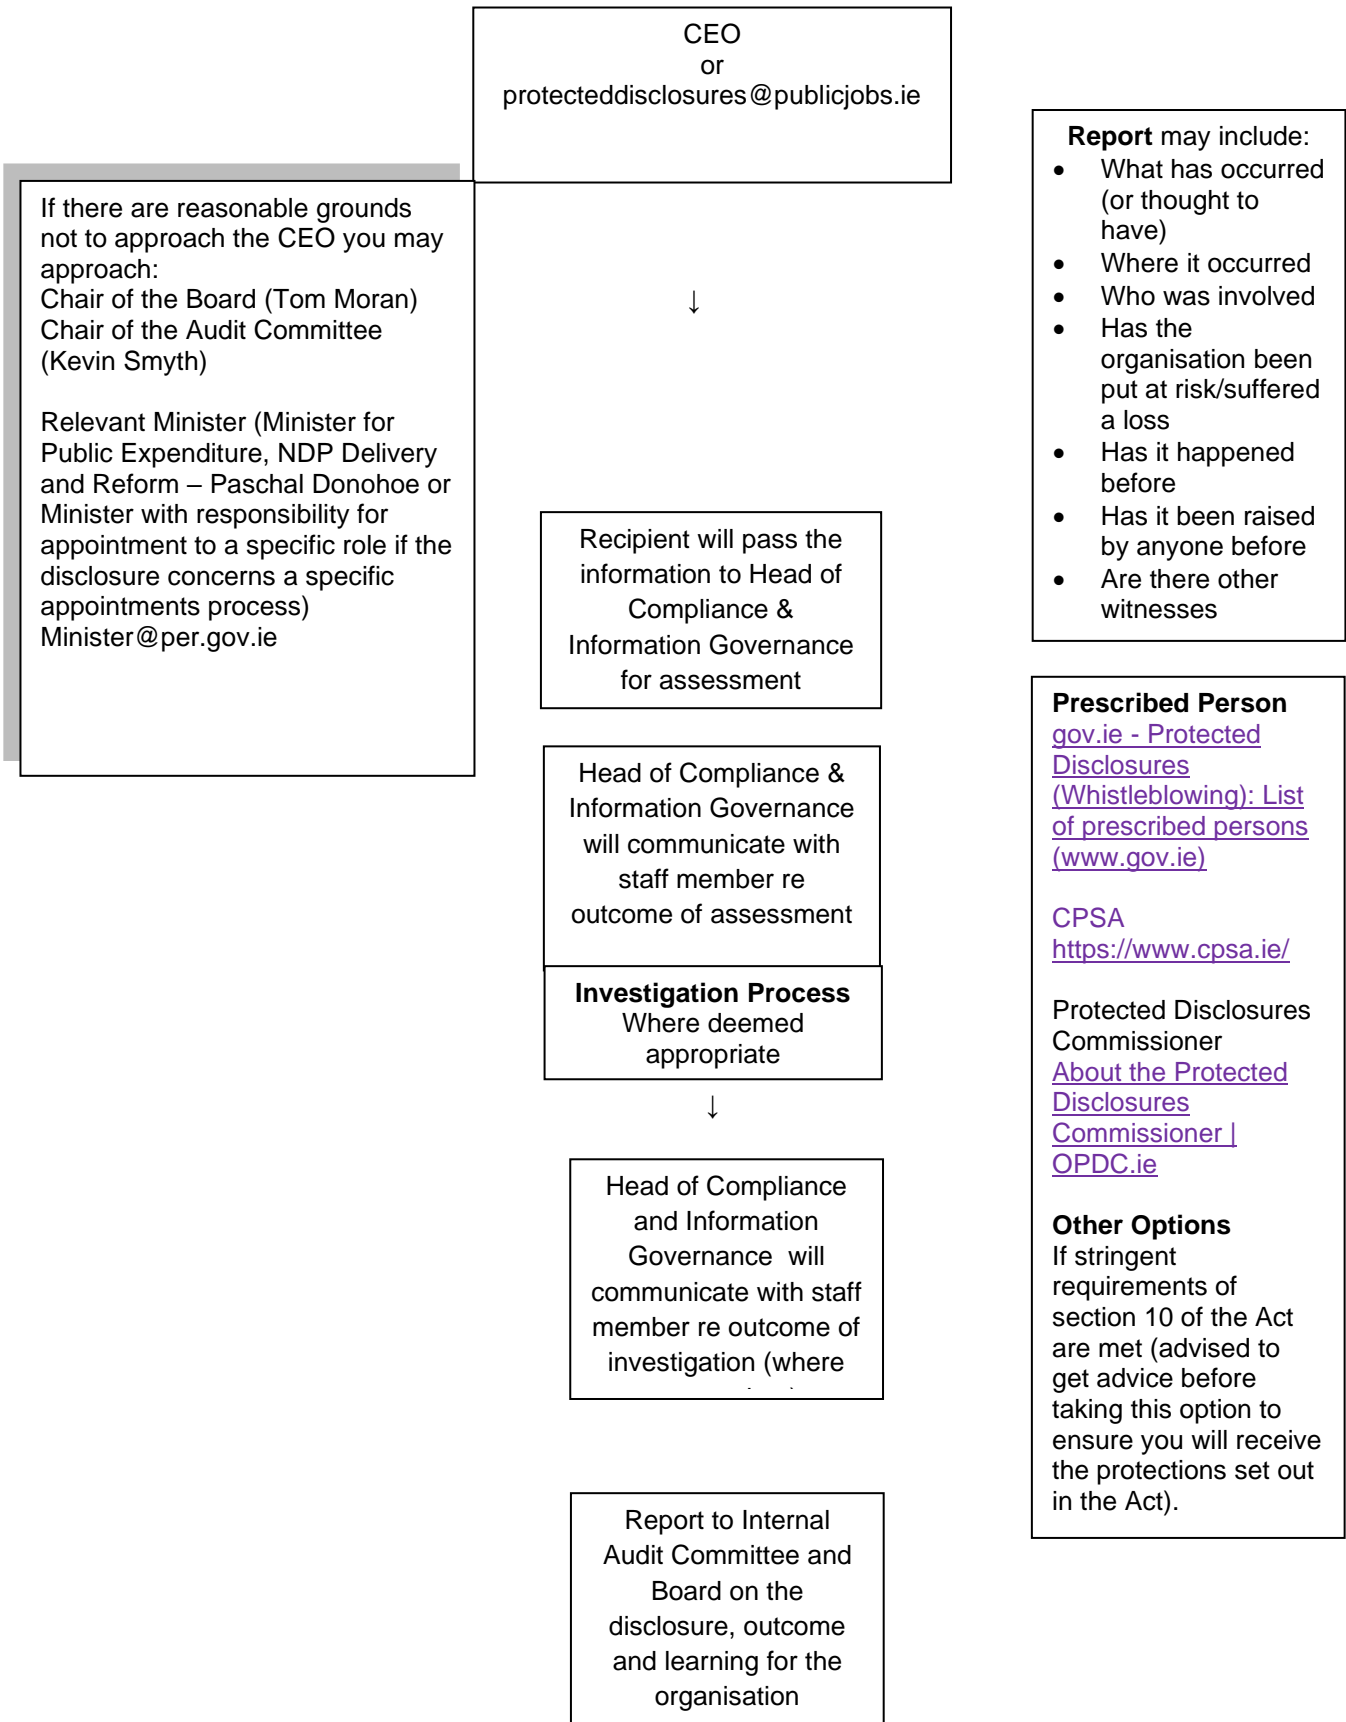 CEO
or
protecteddisclosures@publicjobs.ie
If there are reasonable grounds
not to approach the CEO you may
approach:
Chair of the Board (Tom Moran)
Chair of the Audit Committee
(Kevin Smyth)
Relevant Minister (Minister for
Public Expenditure, NDP Delivery
and Reform – Paschal Donohoe or
Minister with responsibility for
appointment to a specific role if the
disclosure concerns a specific
appointments process)
Minister@per.gov.ie
↓
Recipient will pass the
information to Head of
Compliance &
Information Governance
for assessment
Head of Compliance &
Information Governance
will communicate with
staff member re
outcome of assessment
Investigation Process
Where deemed
appropriate
↓
Head of Compliance
and Information
Governance will
communicate with staff
member re outcome of
investigation (where
Report to Internal
Audit Committee and
Board on the
disclosure, outcome
and learning for the
organisation
Report may include:
• What has occurred
(or thought to
have)
• Where it occurred
• Who was involved
• Has the
organisation been
put at risk/suffered
a loss
• Has it happened
before
• Has it been raised
by anyone before
• Are there other
witnesses
Prescribed Person
gov.ie - Protected
Disclosures
(Whistleblowing): List
of prescribed persons
(www.gov.ie)
CPSA
https://www.cpsa.ie/
Protected Disclosures
Commissioner
About the Protected
Disclosures
Commissioner |
OPDC.ie
Other Options
If stringent
requirements of
section 10 of the Act
are met (advised to
get advice before
taking this option to
ensure you will receive
the protections set out
in the Act).